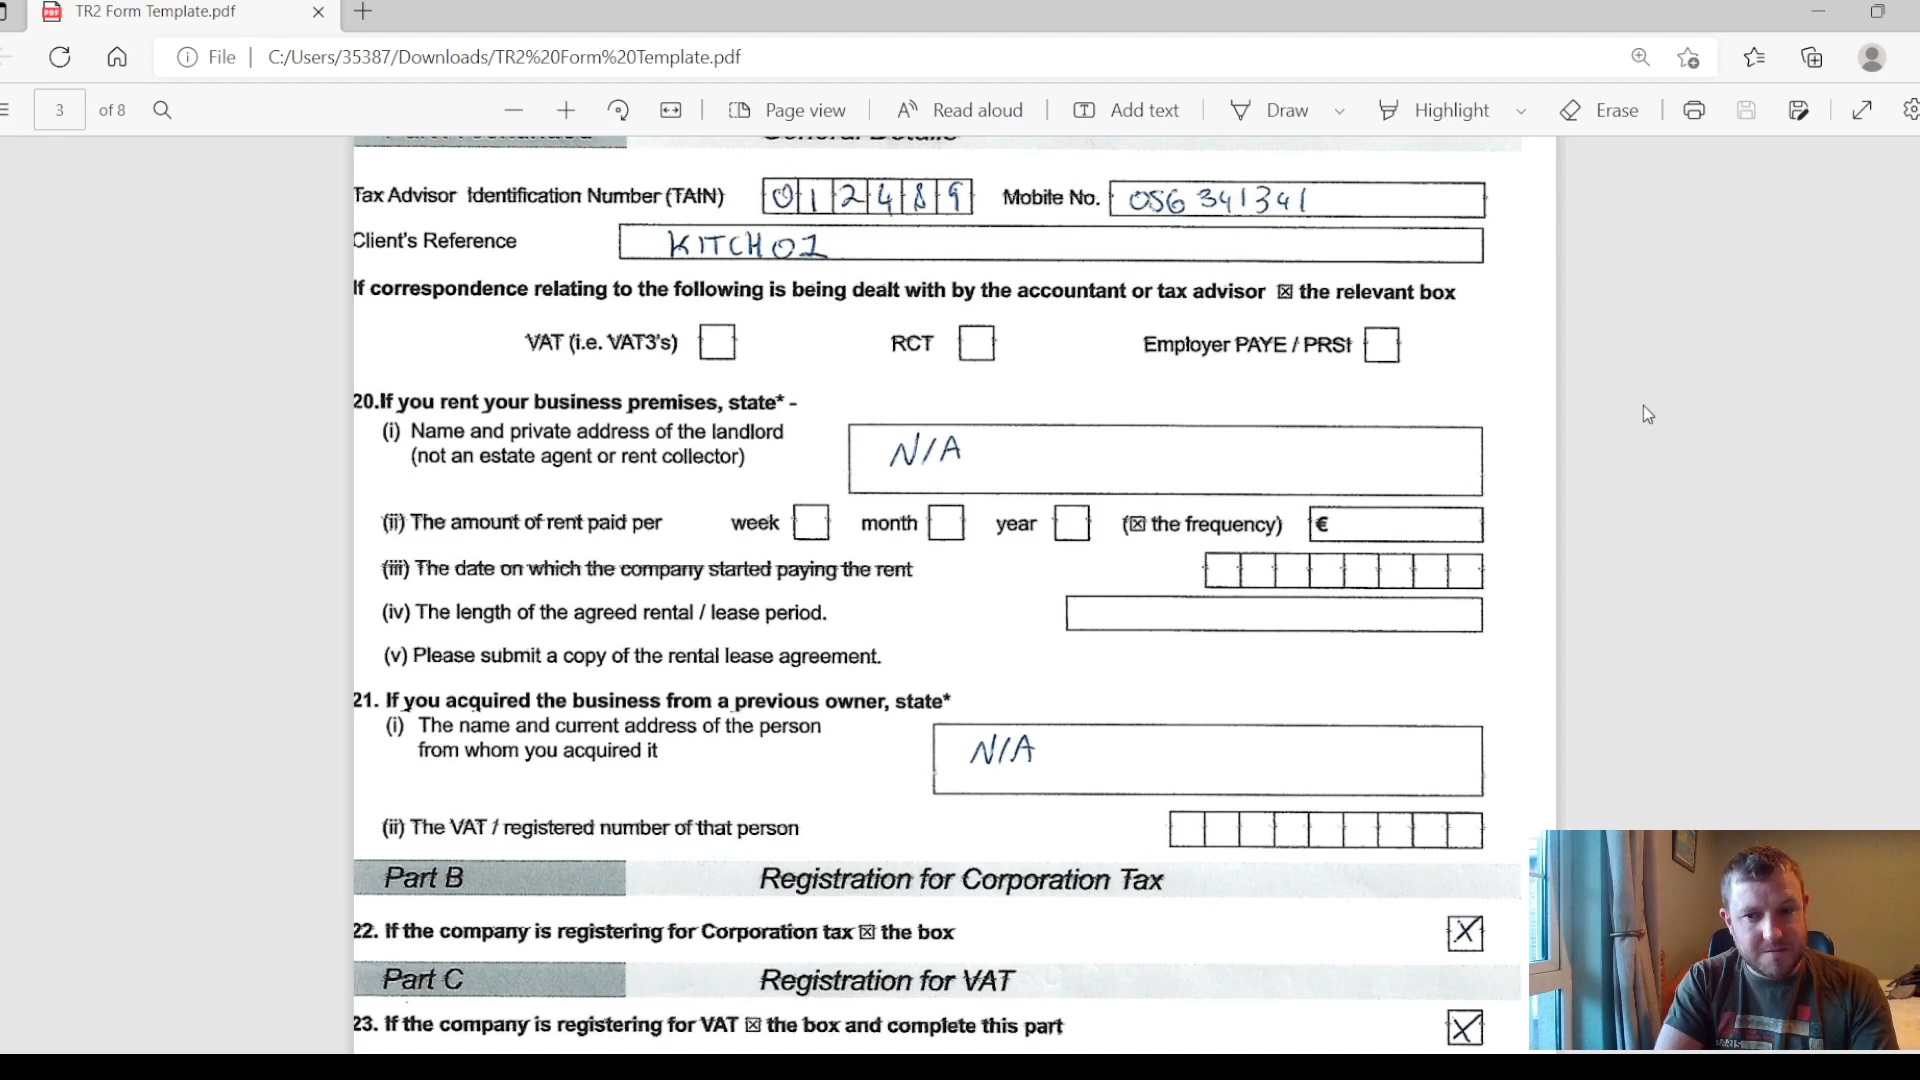 TR2 Form Template.pdf
File C:/Users/35387/Downloads/TR2%20Form%20Template.pdf
3 of 8 Page view Read aloud Add text Draw Highlight Erase
General Details
Tax Advisor Identification Number (TAIN) 012489 Mobile No. 056 341341
Client's Reference KITCH01
If correspondence relating to the following is being dealt with by the accountant or tax advisor ☒ the relevant box
VAT (i.e. VAT3's) RCT Employer PAYE / PRSI
20.If you rent your business premises, state* -
(i) Name and private address of the landlord
(not an estate agent or rent collector) N/A
(ii) The amount of rent paid per week month year (☒ the frequency) €
(iii) The date on which the company started paying the rent
(iv) The length of the agreed rental / lease period.
(v) Please submit a copy of the rental lease agreement.
21. If you acquired the business from a previous owner, state*
(i) The name and current address of the person
from whom you acquired it N/A
(ii) The VAT / registered number of that person
Part B Registration for Corporation Tax
22. If the company is registering for Corporation tax ☒ the box X
Part C Registration for VAT
23. If the company is registering for VAT ☒ the box and complete this part X